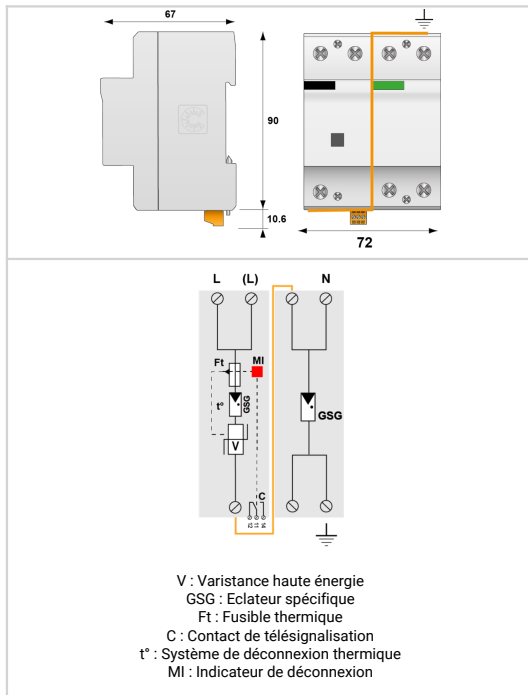 67
90
10.6
72
L (L) N
Ft MI
t° GSG GSG
V
C
12 11 14
V : Varistance haute énergie
GSG : Eclateur spécifique
Ft : Fusible thermique
C : Contact de télésignalisation
t° : Système de déconnexion thermique
MI : Indicateur de déconnexion